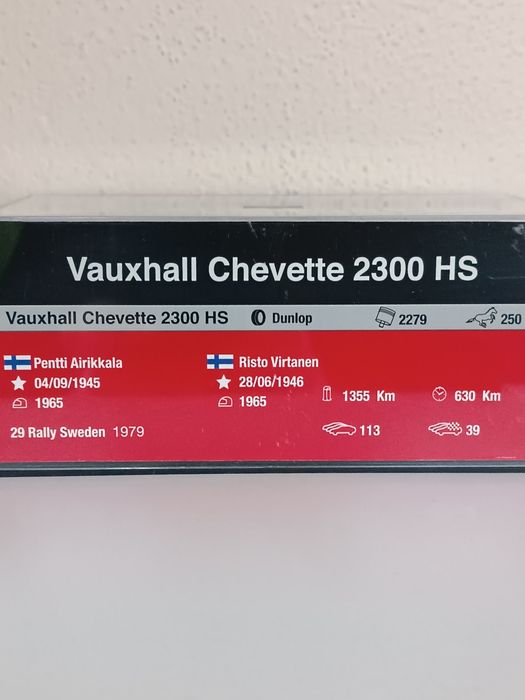 Vauxhall Chevette 2300 HS
Vauxhall Chevette 2300 HS Dunlop 2279 250
Pentti Airikkala Risto Virtanen
04/09/1945 28/06/1946
1965 1965 1355 Km 630 Km
29 Rally Sweden 1979 113 39